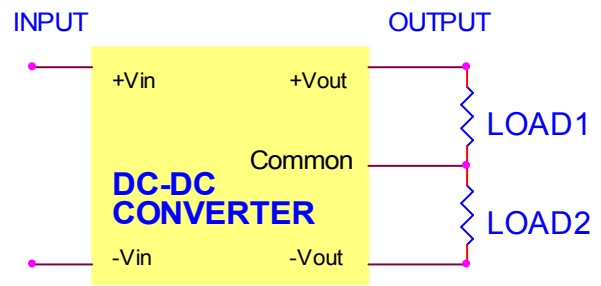 INPUT
OUTPUT
+Vin
+Vout
LOAD1
Common
DC-DC
CONVERTER
LOAD2
-Vin
-Vout